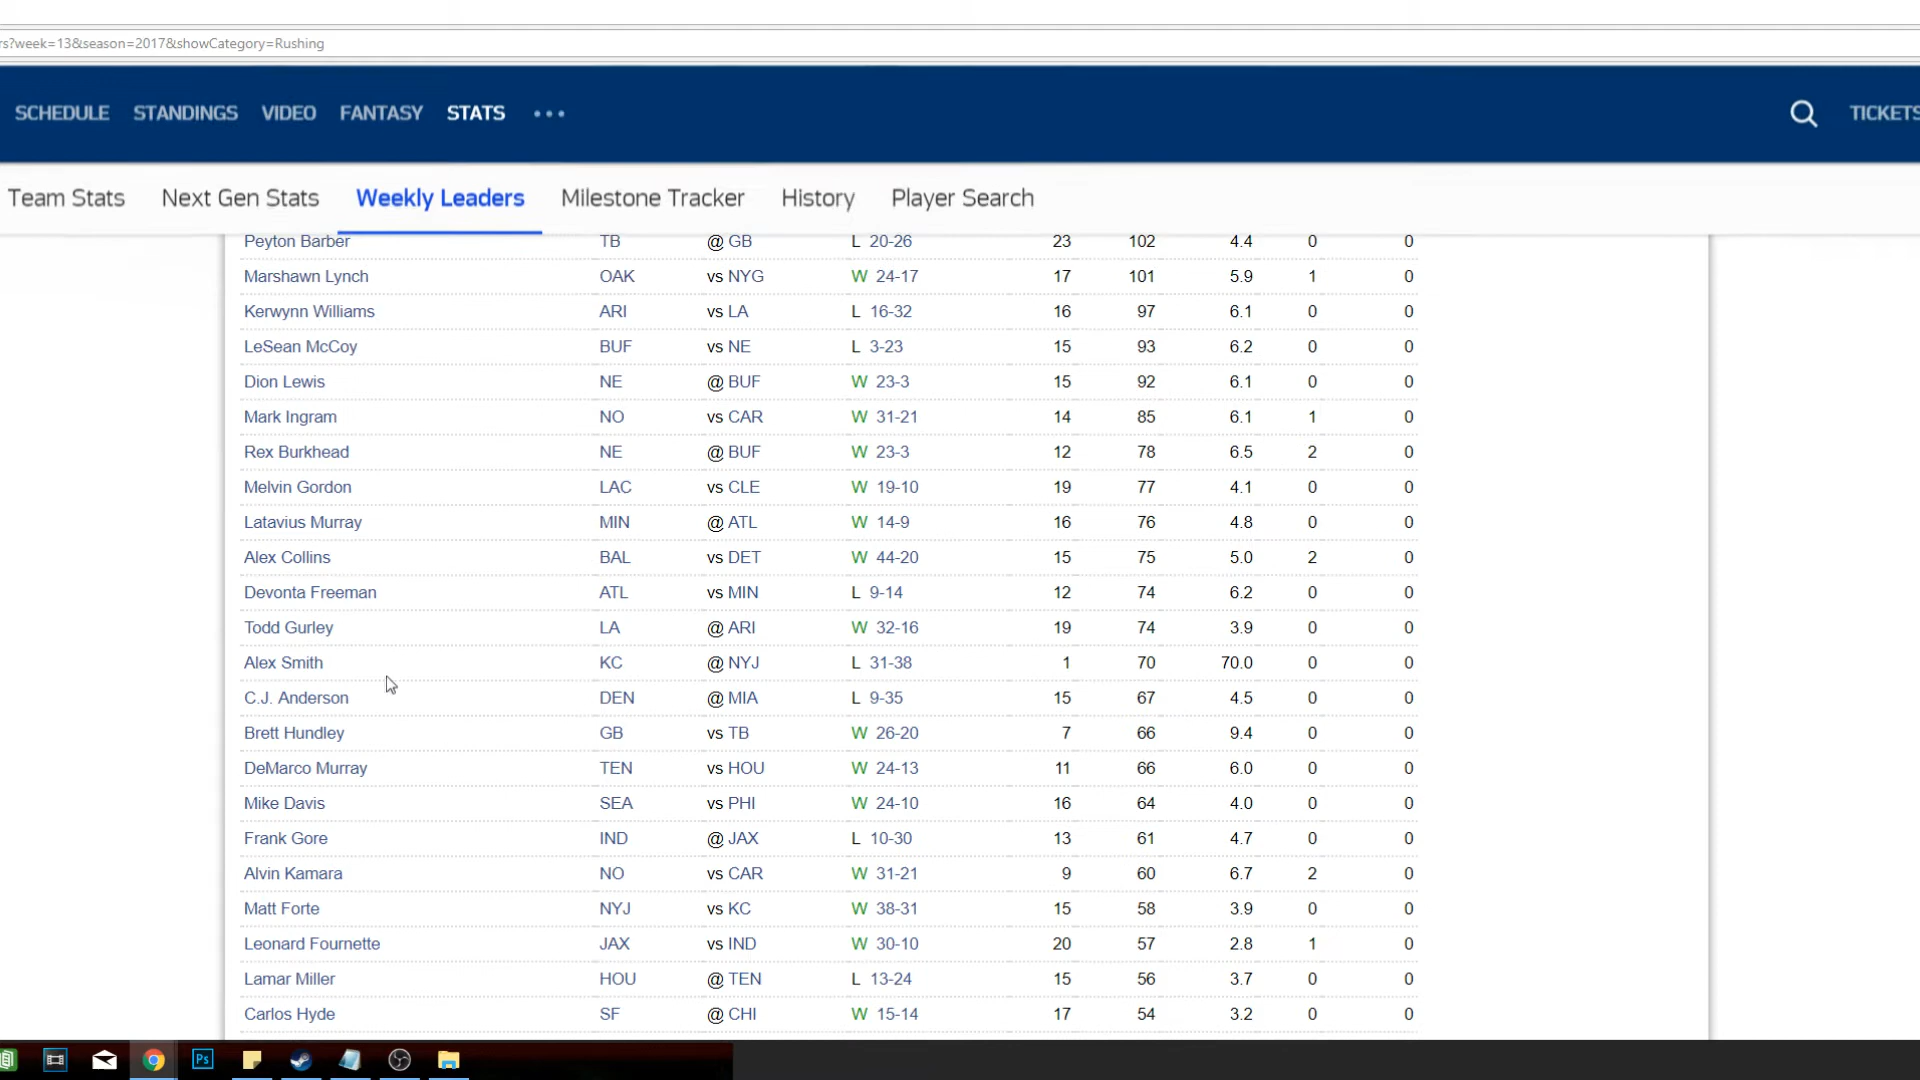 rs?week=13&season=2017&showCategory=Rushing
SCHEDULE STANDINGS VIDEO FANTASY STATS ••• TICKETS
Team Stats Next Gen Stats Weekly Leaders Milestone Tracker History Player Search
Peyton Barber TB @ GB L 20-26 23 102 4.4 0 0
Marshawn Lynch OAK vs NYG W 24-17 17 101 5.9 1 0
Kerwynn Williams ARI vs LA L 16-32 16 97 6.1 0 0
LeSean McCoy BUF vs NE L 3-23 15 93 6.2 0 0
Dion Lewis NE @ BUF W 23-3 15 92 6.1 0 0
Mark Ingram NO vs CAR W 31-21 14 85 6.1 1 0
Rex Burkhead NE @ BUF W 23-3 12 78 6.5 2 0
Melvin Gordon LAC vs CLE W 19-10 19 77 4.1 0 0
Latavius Murray MIN @ ATL W 14-9 16 76 4.8 0 0
Alex Collins BAL vs DET W 44-20 15 75 5.0 2 0
Devonta Freeman ATL vs MIN L 9-14 12 74 6.2 0 0
Todd Gurley LA @ ARI W 32-16 19 74 3.9 0 0
Alex Smith KC @ NYJ L 31-38 1 70 70.0 0 0
C.J. Anderson DEN @ MIA L 9-35 15 67 4.5 0 0
Brett Hundley GB vs TB W 26-20 7 66 9.4 0 0
DeMarco Murray TEN vs HOU W 24-13 11 66 6.0 0 0
Mike Davis SEA vs PHI W 24-10 16 64 4.0 0 0
Frank Gore IND @ JAX L 10-30 13 61 4.7 0 0
Alvin Kamara NO vs CAR W 31-21 9 60 6.7 2 0
Matt Forte NYJ vs KC W 38-31 15 58 3.9 0 0
Leonard Fournette JAX vs IND W 30-10 20 57 2.8 1 0
Lamar Miller HOU @ TEN L 13-24 15 56 3.7 0 0
Carlos Hyde SF @ CHI W 15-14 17 54 3.2 0 0
Ps